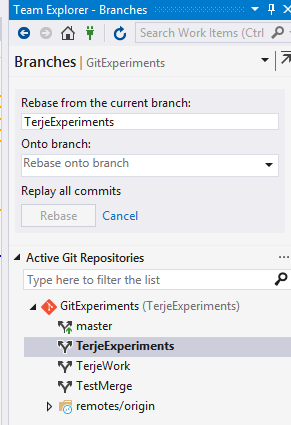 Team Explorer - Branches
Search Work Items (Ctrl
Branches | GitExperiments
Rebase from the current branch:
TerjeExperiments
Onto branch:
Rebase onto branch
Replay all commits
Rebase Cancel
Active Git Repositories
Type here to filter the list
GitExperiments (TerjeExperiments)
master
TerjeExperiments
TerjeWork
TestMerge
remotes/origin